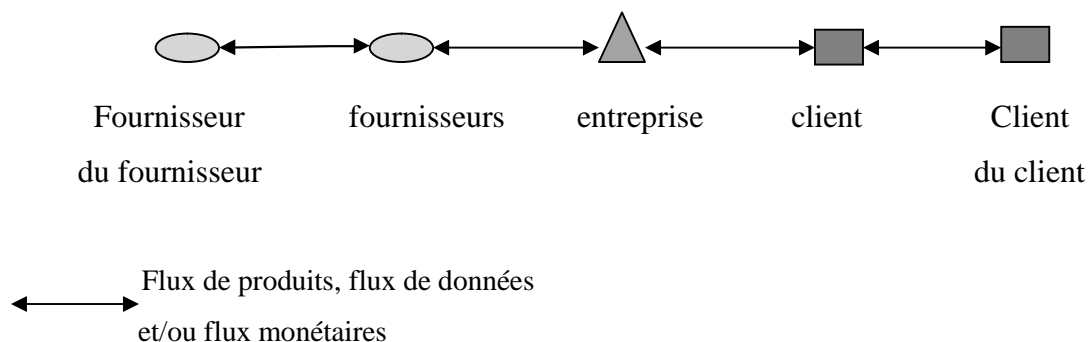 Fournisseur fournisseurs entreprise client Client
du fournisseur du client
Flux de produits, flux de données
et/ou flux monétaires